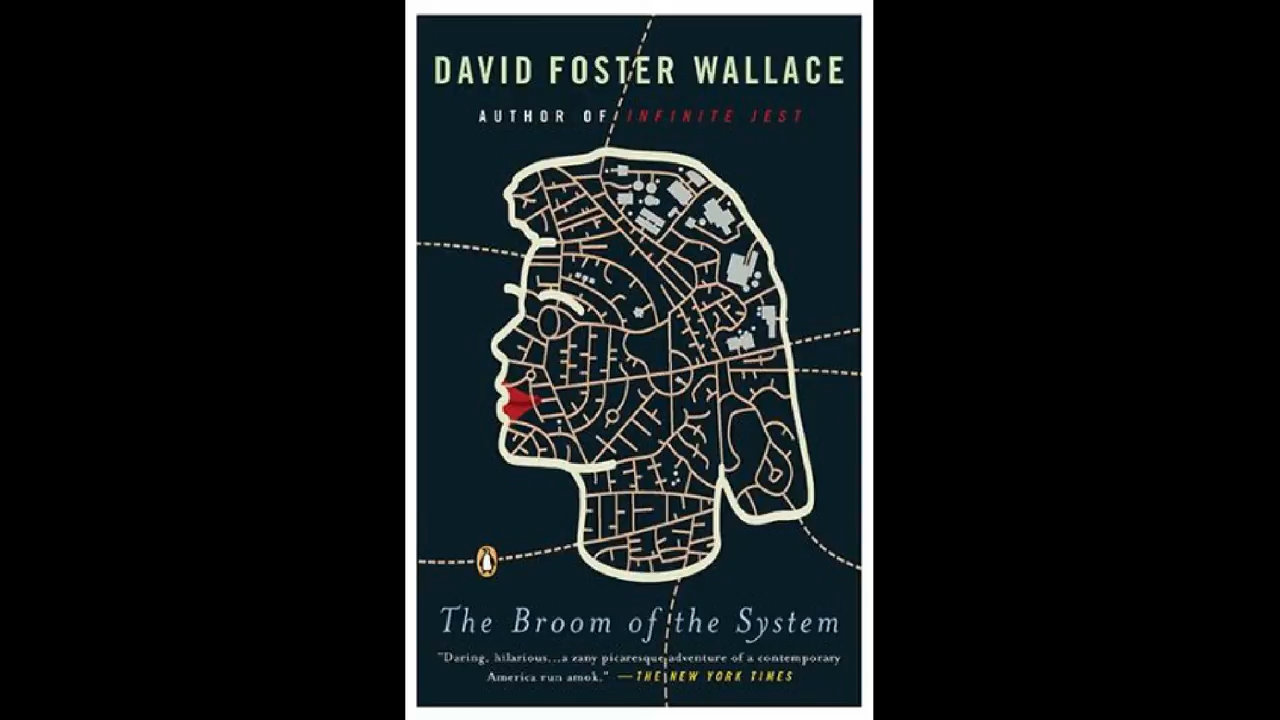 DAVID FOSTER WALLACE
AUTHOR OF INFINITE JEST
The Broom of the System
"Daring, hilarious...a zany picaresque adventure of a contemporary
America run amok." —THE NEW YORK TIMES